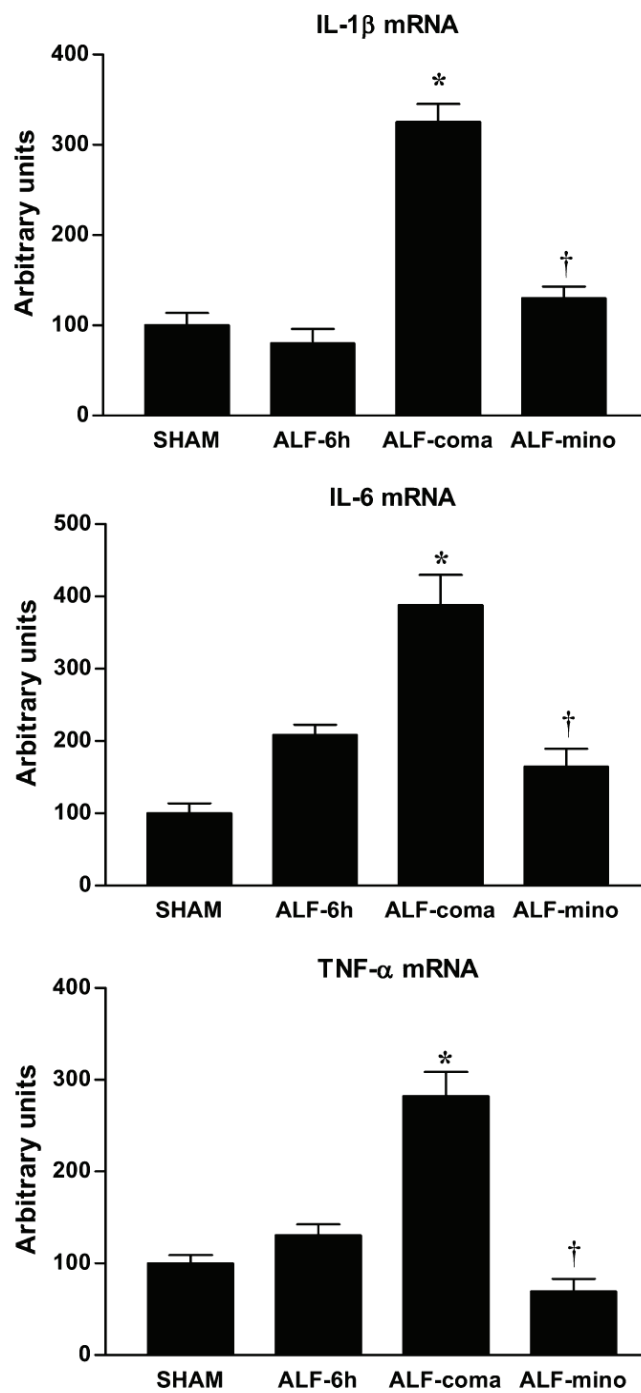 IL-1β mRNA
400
*
300
200
†
100
0
Arbitrary units
SHAM ALF-6h ALF-coma ALF-mino
IL-6 mRNA
500
*
400
300
†
200
100
0
Arbitrary units
SHAM ALF-6h ALF-coma ALF-mino
TNF-α mRNA
400
*
300
200
†
100
0
Arbitrary units
SHAM ALF-6h ALF-coma ALF-mino